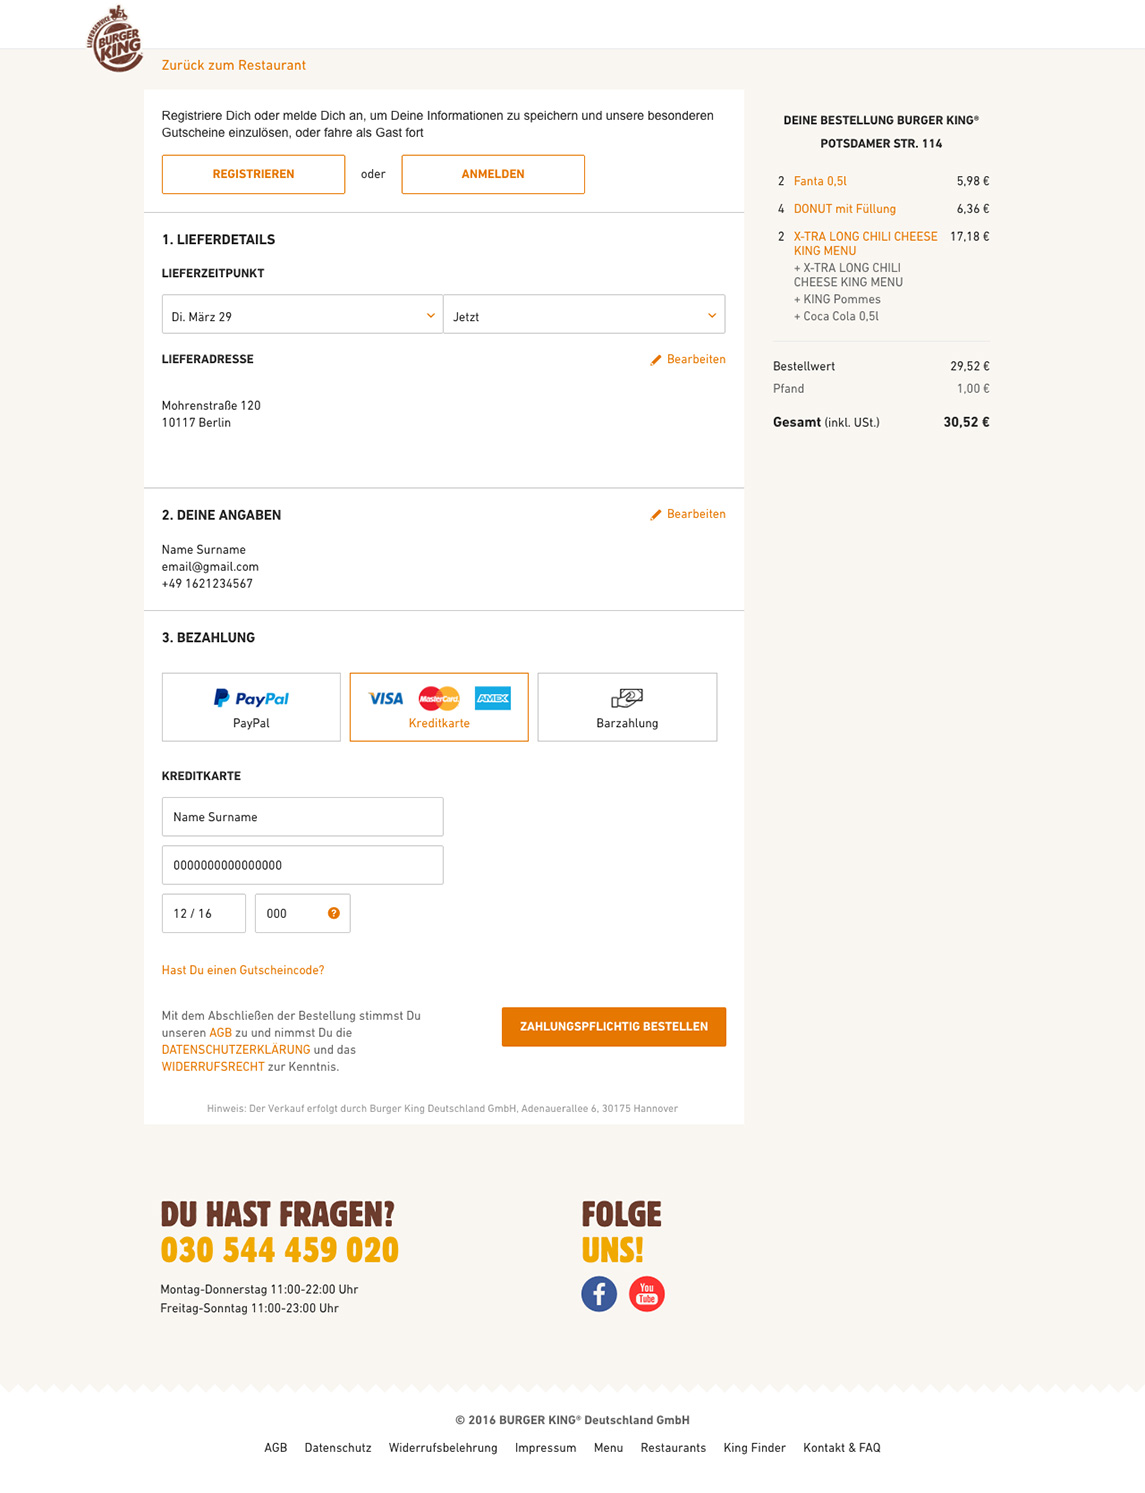 LIEFERSERVICE
BURGER
KING
Zurück zum Restaurant
Registriere Dich oder melde Dich an, um Deine Informationen zu speichern und unsere besonderen
Gutscheine einzulösen, oder fahre als Gast fort
REGISTRIEREN oder ANMELDEN
1. LIEFERDETAILS
LIEFERZEITPUNKT
Di. März 29 Jetzt
LIEFERADRESSE Bearbeiten
Mohrenstraße 120
10117 Berlin
2. DEINE ANGABEN Bearbeiten
Name Surname
email@gmail.com
+49 1621234567
3. BEZAHLUNG
PayPal VISA MasterCard AMEX
PayPal Kreditkarte Barzahlung
KREDITKARTE
Name Surname
0000000000000000
12 / 16 000 ?
Hast Du einen Gutscheincode?
Mit dem Abschließen der Bestellung stimmst Du
unseren AGB zu und nimmst Du die
DATENSCHUTZERKLÄRUNG und das
WIDERRUFSRECHT zur Kenntnis.
ZAHLUNGSPFLICHTIG BESTELLEN
Hinweis: Der Verkauf erfolgt durch Burger King Deutschland GmbH, Adenauerallee 6, 30175 Hannover
DEINE BESTELLUNG BURGER KING®
POTSDAMER STR. 114
2 Fanta 0,5l 5,98 €
4 DONUT mit Füllung 6,36 €
2 X-TRA LONG CHILI CHEESE 17,18 €
KING MENU
+ X-TRA LONG CHILI
CHEESE KING MENU
+ KING Pommes
+ Coca Cola 0,5l
Bestellwert 29,52 €
Pfand 1,00 €
Gesamt (inkl. USt.) 30,52 €
DU HAST FRAGEN?
030 544 459 020
Montag-Donnerstag 11:00-22:00 Uhr
Freitag-Sonntag 11:00-23:00 Uhr
FOLGE
UNS!
f You
Tube
© 2016 BURGER KING® Deutschland GmbH
AGB Datenschutz Widerrufsbelehrung Impressum Menu Restaurants King Finder Kontakt & FAQ